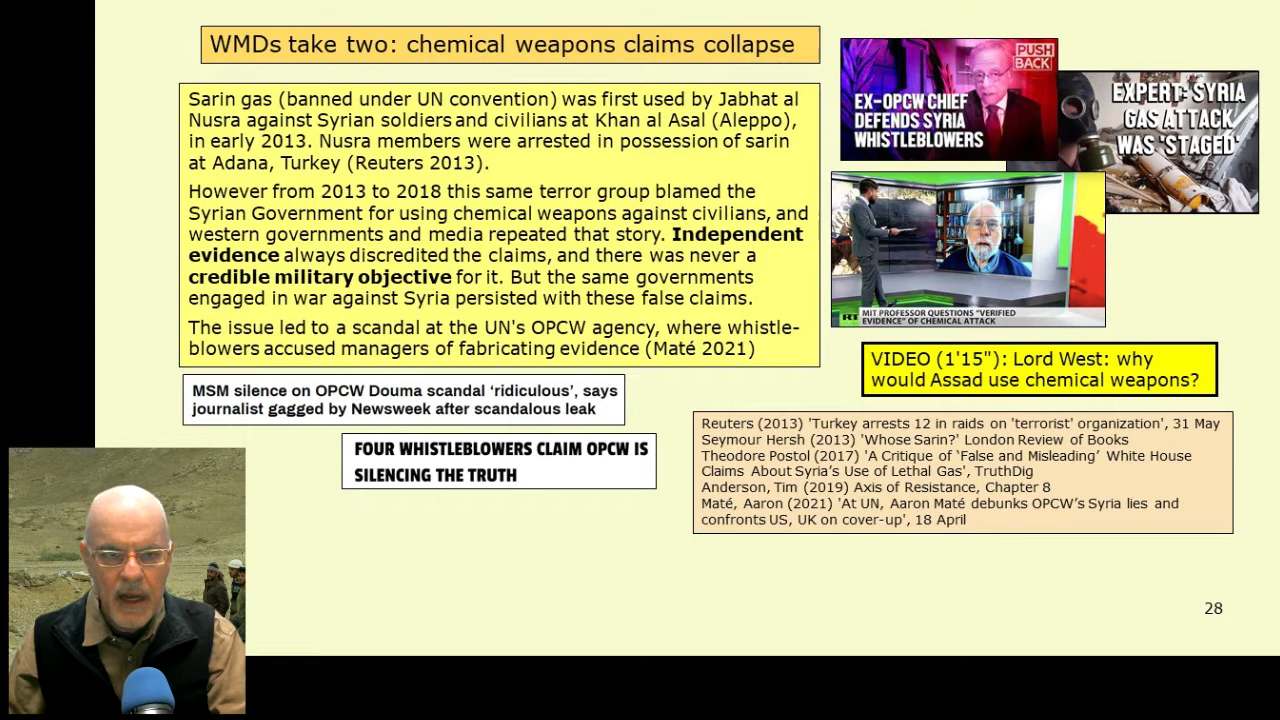 WMDs take two: chemical weapons claims collapse
Sarin gas (banned under UN convention) was first used by Jabhat al
Nusra against Syrian soldiers and civilians at Khan al Asal (Aleppo),
in early 2013. Nusra members were arrested in possession of sarin
at Adana, Turkey (Reuters 2013).
However from 2013 to 2018 this same terror group blamed the
Syrian Government for using chemical weapons against civilians, and
western governments and media repeated that story. Independent
evidence always discredited the claims, and there was never a
credible military objective for it. But the same governments
engaged in war against Syria persisted with these false claims.
The issue led to a scandal at the UN's OPCW agency, where whistle-
blowers accused managers of fabricating evidence (Maté 2021)
MSM silence on OPCW Douma scandal ‘ridiculous’, says
journalist gagged by Newsweek after scandalous leak
FOUR WHISTLEBLOWERS CLAIM OPCW IS
SILENCING THE TRUTH
PUSH
BACK
EX-OPCW CHIEF
DEFENDS SYRIA
WHISTLEBLOWERS
EXPERT: SYRIA
GAS ATTACK
WAS 'STAGED'
RT
MIT PROFESSOR QUESTIONS "VERIFIED
EVIDENCE" OF CHEMICAL ATTACK
VIDEO (1'15"): Lord West: why
would Assad use chemical weapons?
Reuters (2013) 'Turkey arrests 12 in raids on 'terrorist' organization', 31 May
Seymour Hersh (2013) 'Whose Sarin?' London Review of Books
Theodore Postol (2017) 'A Critique of ‘False and Misleading’ White House
Claims About Syria’s Use of Lethal Gas', TruthDig
Anderson, Tim (2019) Axis of Resistance, Chapter 8
Maté, Aaron (2021) 'At UN, Aaron Maté debunks OPCW’s Syria lies and
confronts US, UK on cover-up', 18 April
28